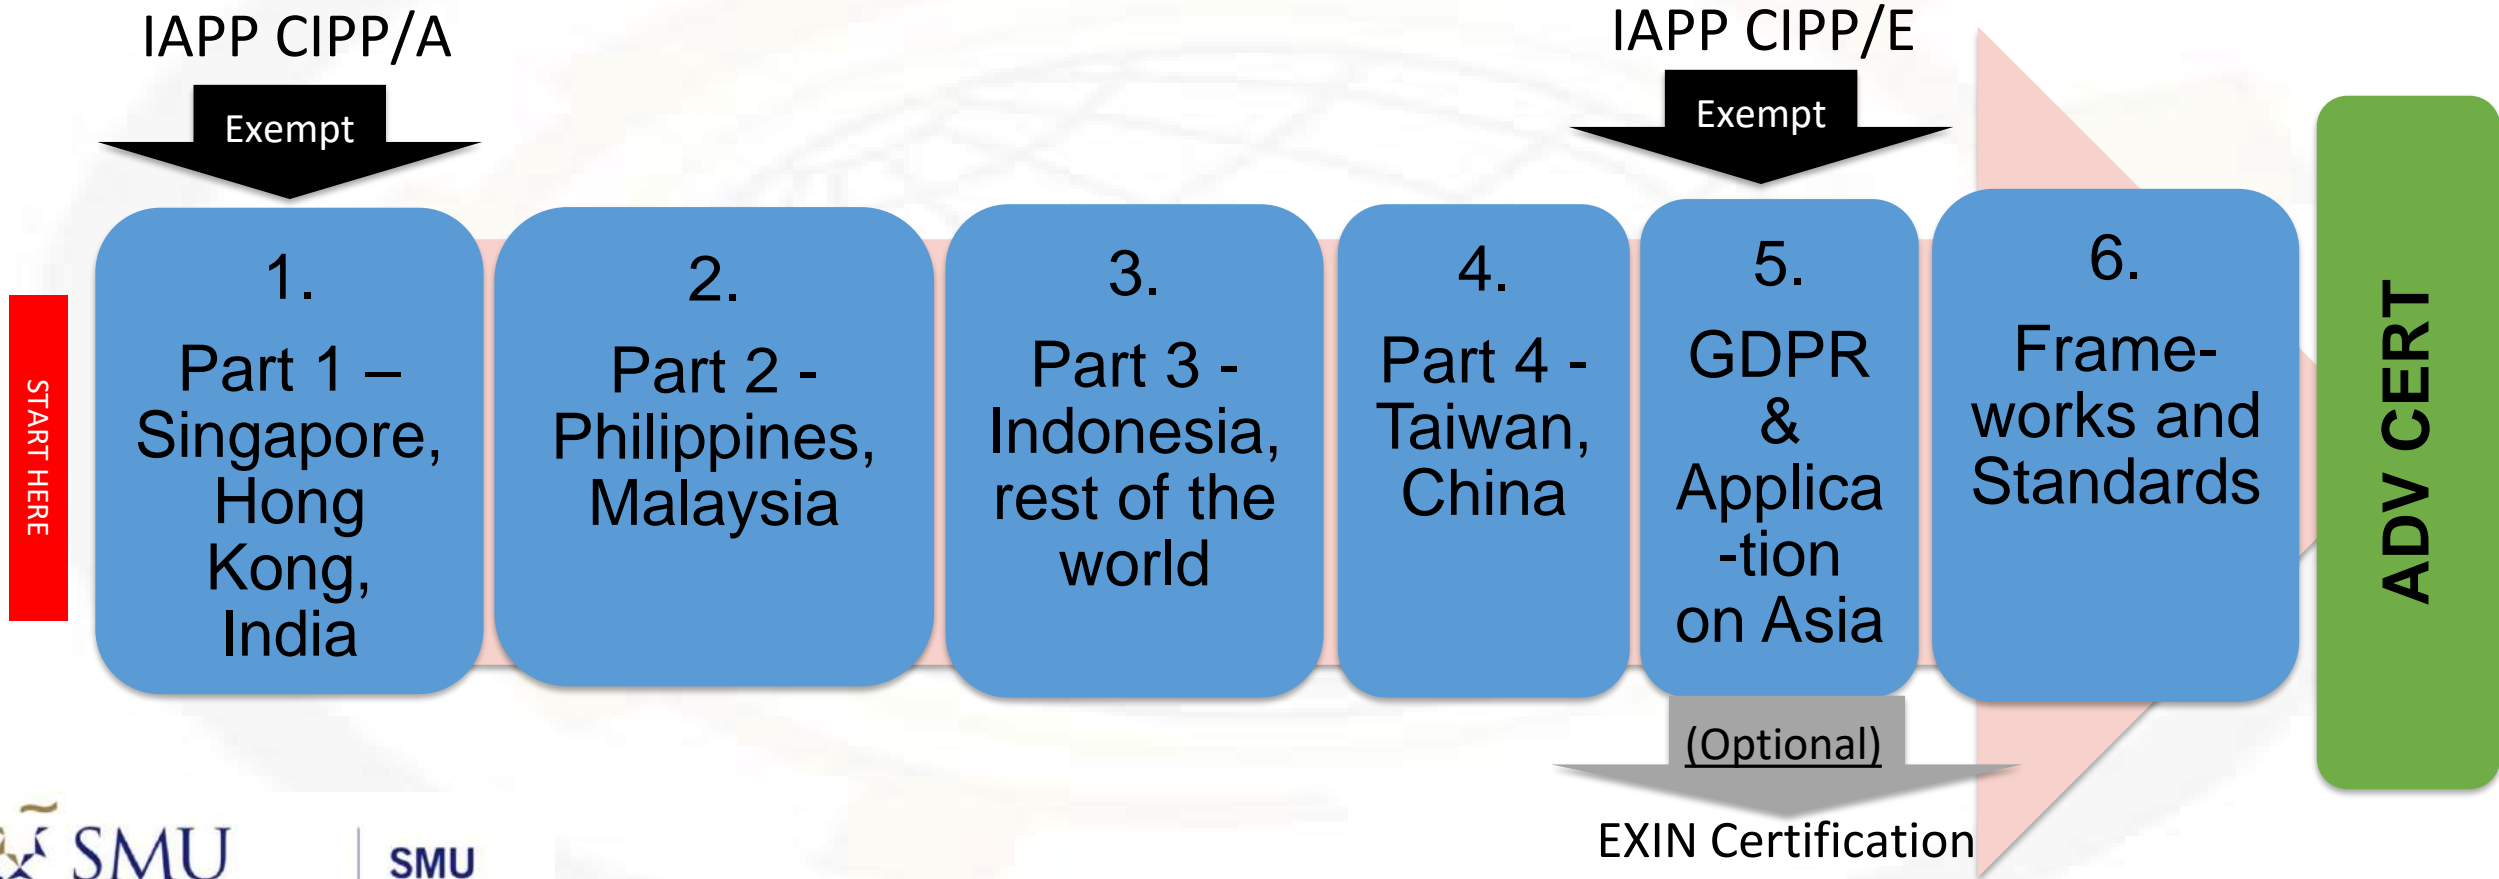 IAPP CIPP/A
Exempt
IAPP CIPP/E
Exempt
START HERE
1.
Part 1 –
Singapore,
Hong
Kong,
India
2.
Part 2 -
Philippines,
Malaysia
3.
Part 3 -
Indonesia,
rest of the
world
4.
Part 4 -
Taiwan,
China
5.
GDPR
&
Applica
-tion
on Asia
6.
Frame-
works and
Standards
ADV CERT
(Optional)
EXIN Certification
SMU
SMU